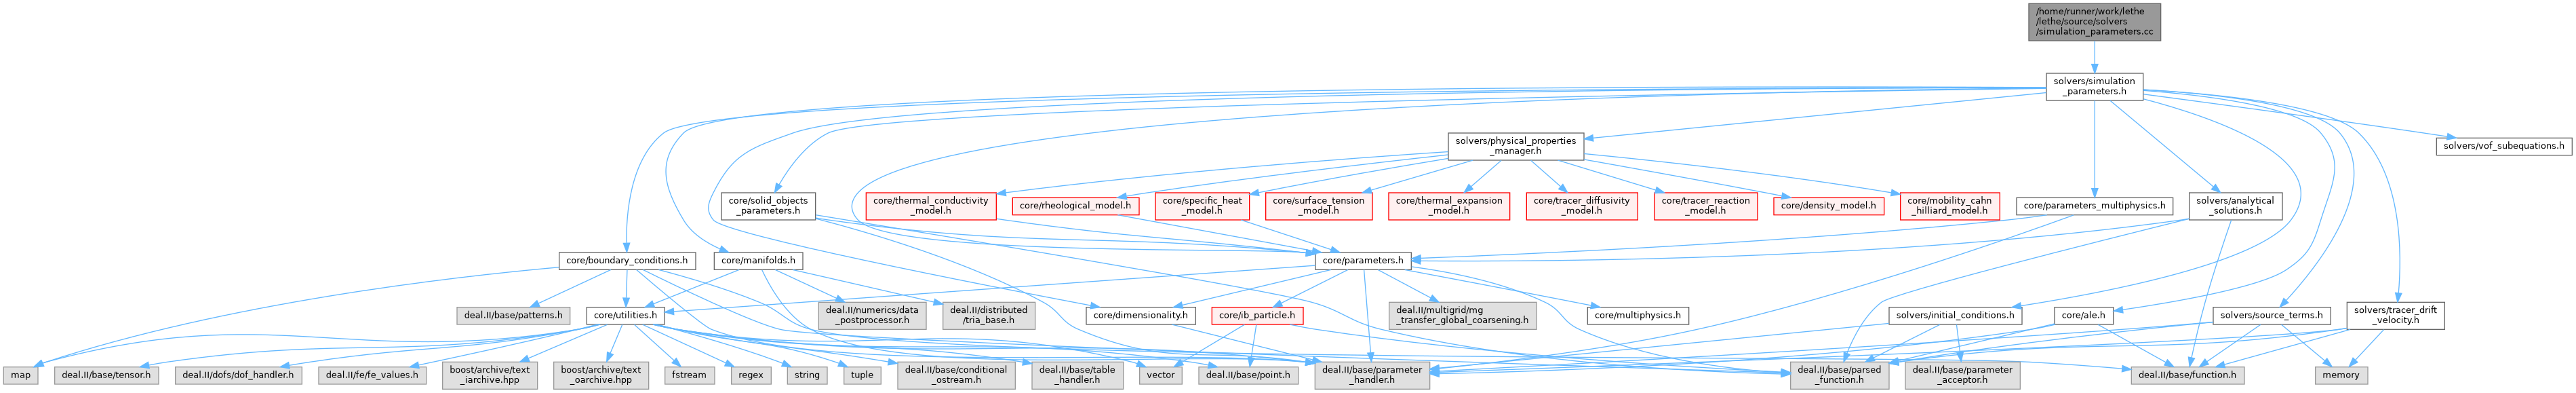 /home/runner/work/lethe
/lethe/source/solvers
/simulation_parameters.cc
solvers/simulation
_parameters.h
solvers/physical_properties
_manager.h
solvers/vof_subequations.h
core/solid_objects
_parameters.h
core/thermal_conductivity
_model.h
core/rheological_model.h
core/specific_heat
_model.h
core/surface_tension
_model.h
core/thermal_expansion
_model.h
core/tracer_diffusivity
_model.h
core/tracer_reaction
_model.h
core/density_model.h
core/mobility_cahn
_hilliard_model.h
core/parameters_multiphysics.h
solvers/analytical
_solutions.h
core/boundary_conditions.h
core/manifolds.h
core/parameters.h
deal.II/base/patterns.h
core/utilities.h
deal.II/numerics/data
_postprocessor.h
deal.II/distributed
/tria_base.h
core/dimensionality.h
core/ib_particle.h
deal.II/multigrid/mg
_transfer_global_coarsening.h
core/multiphysics.h
solvers/initial_conditions.h
core/ale.h
solvers/source_terms.h
solvers/tracer_drift
_velocity.h
map
deal.II/base/tensor.h
deal.II/dofs/dof_handler.h
deal.II/fe/fe_values.h
boost/archive/text
_iarchive.hpp
boost/archive/text
_oarchive.hpp
fstream
regex
string
tuple
deal.II/base/conditional
_ostream.h
deal.II/base/table
_handler.h
vector
deal.II/base/point.h
deal.II/base/parameter
_handler.h
deal.II/base/parsed
_function.h
deal.II/base/parameter
_acceptor.h
deal.II/base/function.h
memory